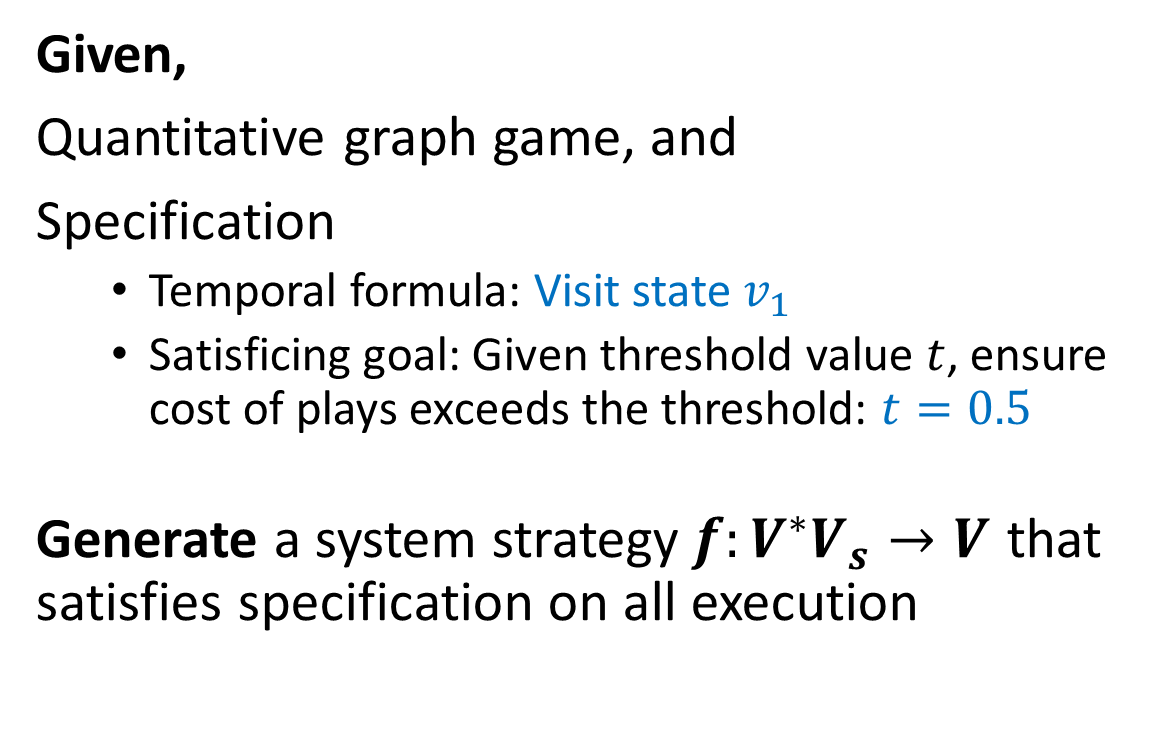 Given,
Quantitative graph game, and
Specification
• Temporal formula: Visit state 𝑣₁
• Satisficing goal: Given threshold value 𝑡, ensure
cost of plays exceeds the threshold: 𝑡 = 0.5
Generate a system strategy 𝒇: 𝑽*𝑽ₛ → 𝑽 that
satisfies specification on all execution